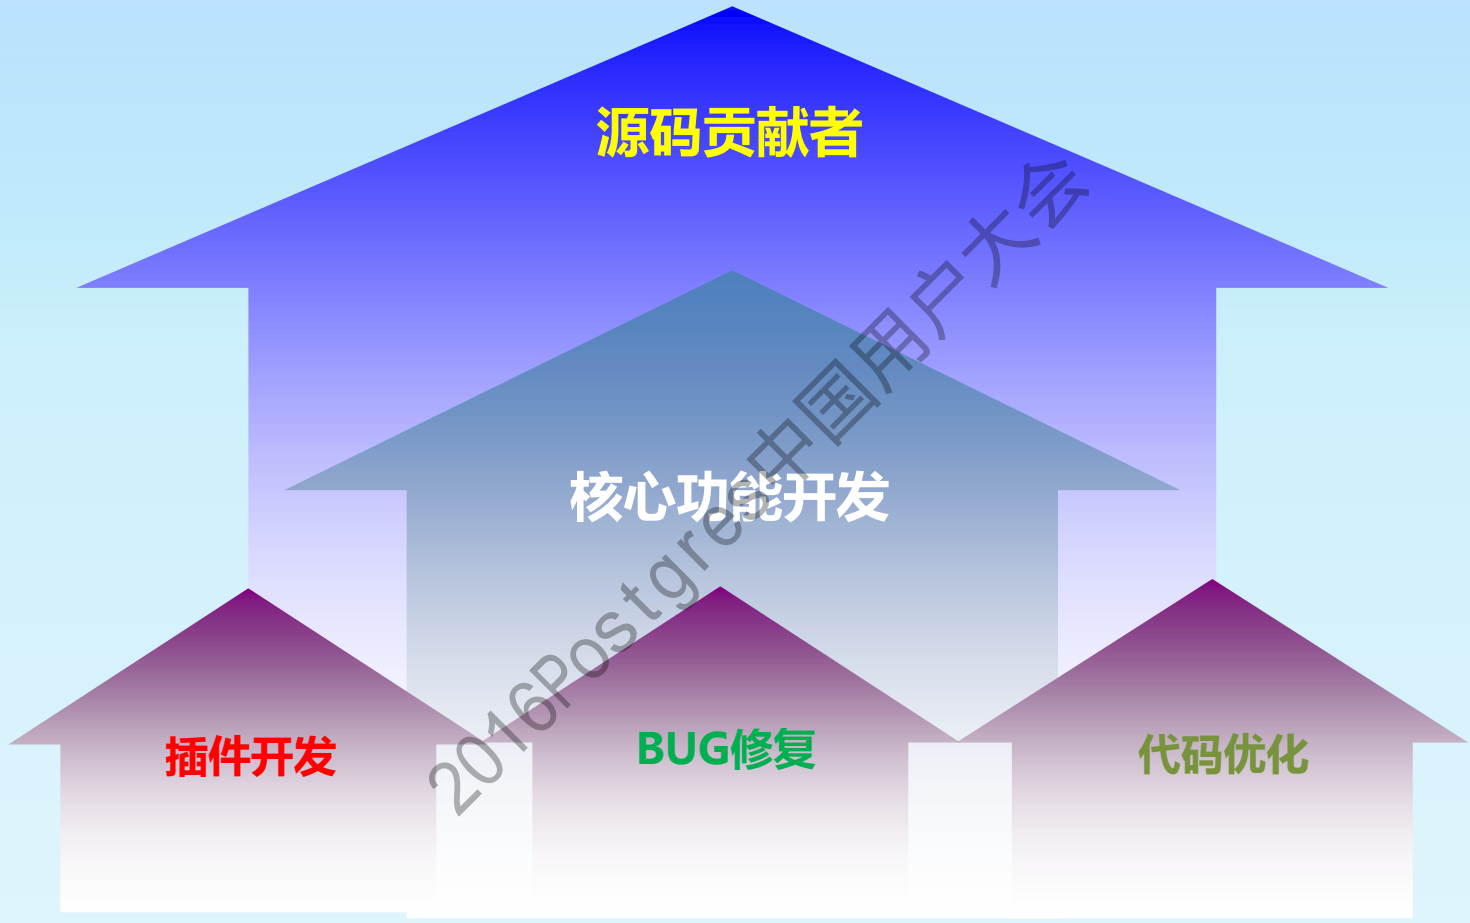 源码贡献者
核心功能开发
插件开发
BUG修复
代码优化
2016Postgres中国用户大会